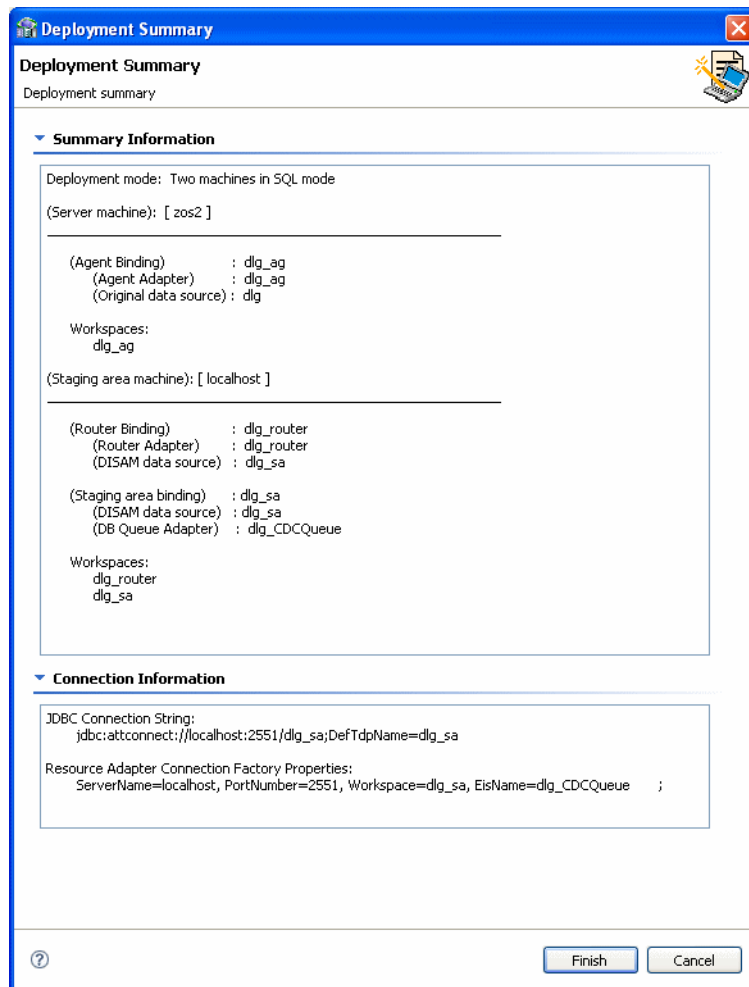 Deployment Summary
Deployment Summary
Deployment summary
Summary Information
Deployment mode: Two machines in SQL mode
(Server machine): [ zos2 ]
(Agent Binding) : dlg_ag
(Agent Adapter) : dlg_ag
(Original data source) : dlg
Workspaces:
dlg_ag
(Staging area machine): [ localhost ]
(Router Binding) : dlg_router
(Router Adapter) : dlg_router
(DISAM data source) : dlg_sa
(Staging area binding) : dlg_sa
(DISAM data source) : dlg_sa
(DB Queue Adapter) : dlg_CDCQueue
Workspaces:
dlg_router
dlg_sa
Connection Information
JDBC Connection String:
jdbc:attconnect://localhost:2551/dlg_sa;DefTdpName=dlg_sa
Resource Adapter Connection Factory Properties:
ServerName=localhost, PortNumber=2551, Workspace=dlg_sa, EisName=dlg_CDCQueue ;
? Finish Cancel